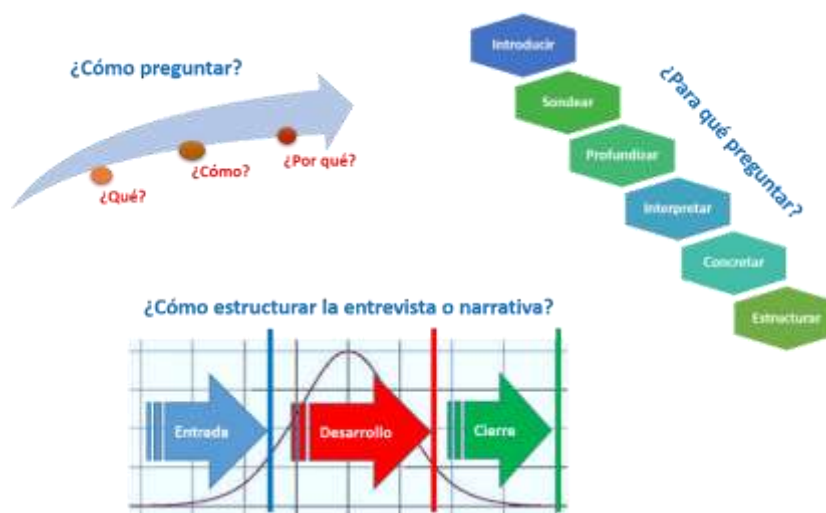 ¿Cómo preguntar?
¿Qué?
¿Cómo?
¿Por qué?
Introducir
Sondear
Profundizar
Interpretar
Concretar
Estructurar
¿Para qué preguntar?
¿Cómo estructurar la entrevista o narrativa?
Entrada
Desarrollo
Cierre